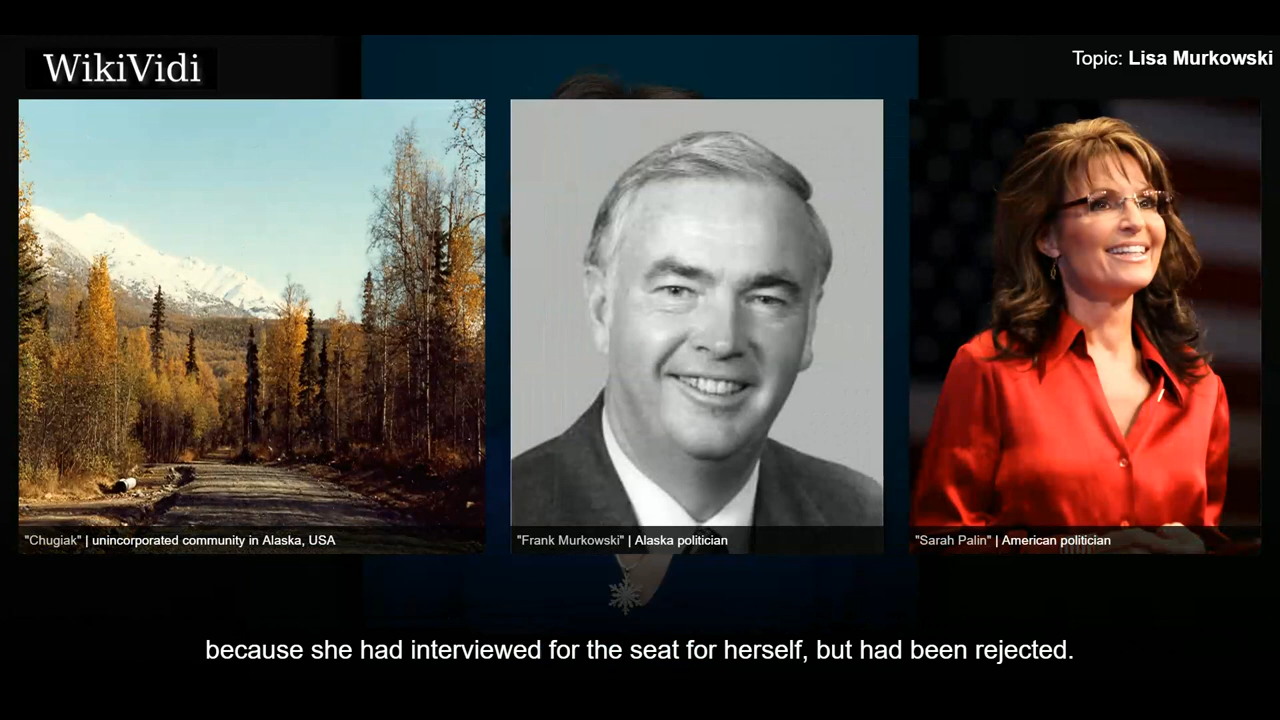 WikiVidi
Topic: Lisa Murkowski
"Chugiak" | unincorporated community in Alaska, USA
"Frank Murkowski" | Alaska politician
"Sarah Palin" | American politician
because she had interviewed for the seat for herself, but had been rejected.